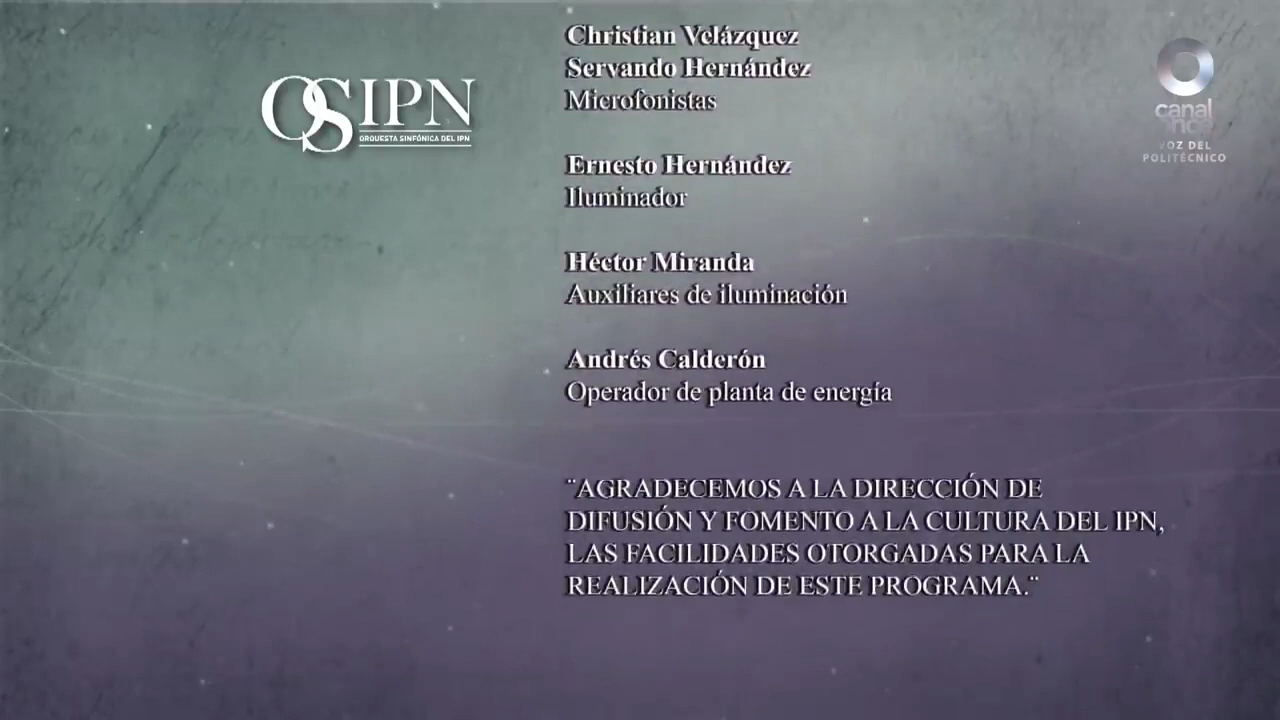 Christian Velázquez
Servando Hernández
Microfonistas
OSIPN
ORQUESTA SINFÓNICA DEL IPN
canal
once
VOZ DEL
POLITÉCNICO
Ernesto Hernández
Iluminador
Héctor Miranda
Auxiliares de iluminación
Andrés Calderón
Operador de planta de energía
¨AGRADECEMOS A LA DIRECCIÓN DE
DIFUSIÓN Y FOMENTO A LA CULTURA DEL IPN,
LAS FACILIDADES OTORGADAS PARA LA
REALIZACIÓN DE ESTE PROGRAMA.¨